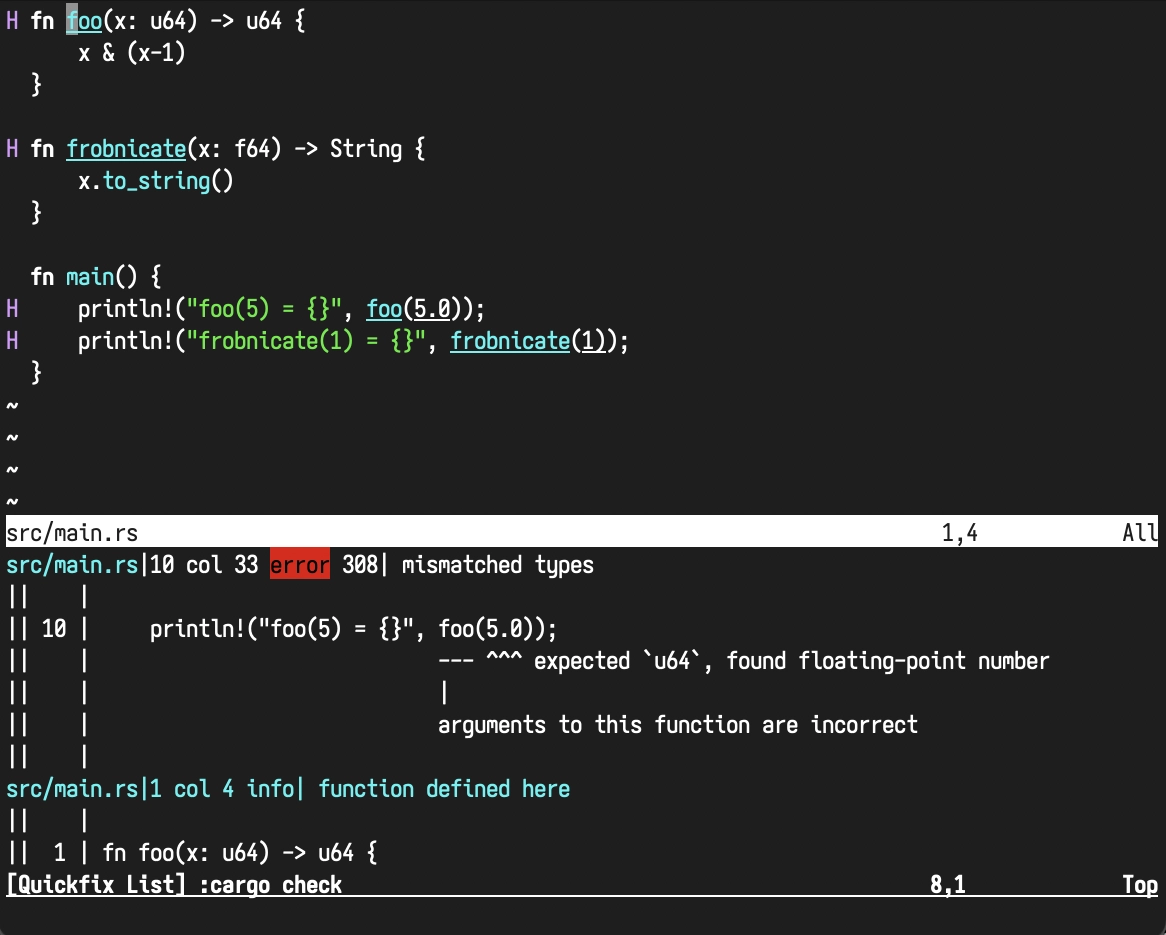 H fn foo(x: u64) -> u64 {
      x & (x-1)
  }

H fn frobnicate(x: f64) -> String {
      x.to_string()
  }

  fn main() {
H     println!("foo(5) = {}", foo(5.0));
H     println!("frobnicate(1) = {}", frobnicate(1));
  }
~
~
~
~
src/main.rs                                                                   1,4            All
src/main.rs|10 col 33 error 308| mismatched types
||    |
|| 10 |     println!("foo(5) = {}", foo(5.0));
||    |                             --- ^^^ expected `u64`, found floating-point number
||    |                             |
||    |                             arguments to this function are incorrect
||    |
src/main.rs|1 col 4 info| function defined here
||    |
||  1 | fn foo(x: u64) -> u64 {
[Quickfix List] :cargo check                                                 8,1             Top